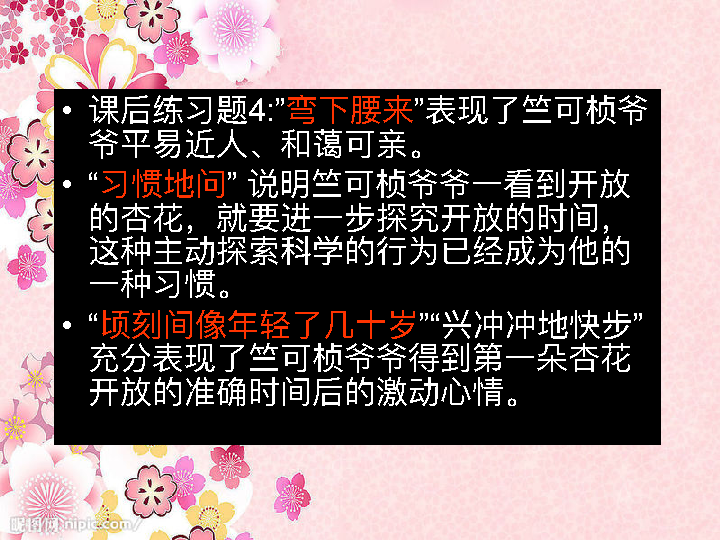 • 课后练习题4:”弯下腰来”表现了竺可桢爷
爷平易近人、和蔼可亲。
• “习惯地问” 说明竺可桢爷爷一看到开放
的杏花，就要进一步探究开放的时间，
这种主动探索科学的行为已经成为他的
一种习惯。
• “顷刻间像年轻了几十岁”“兴冲冲地快步”
充分表现了竺可桢爷爷得到第一朵杏花
开放的准确时间后的激动心情。
昵图网 nipic.com/